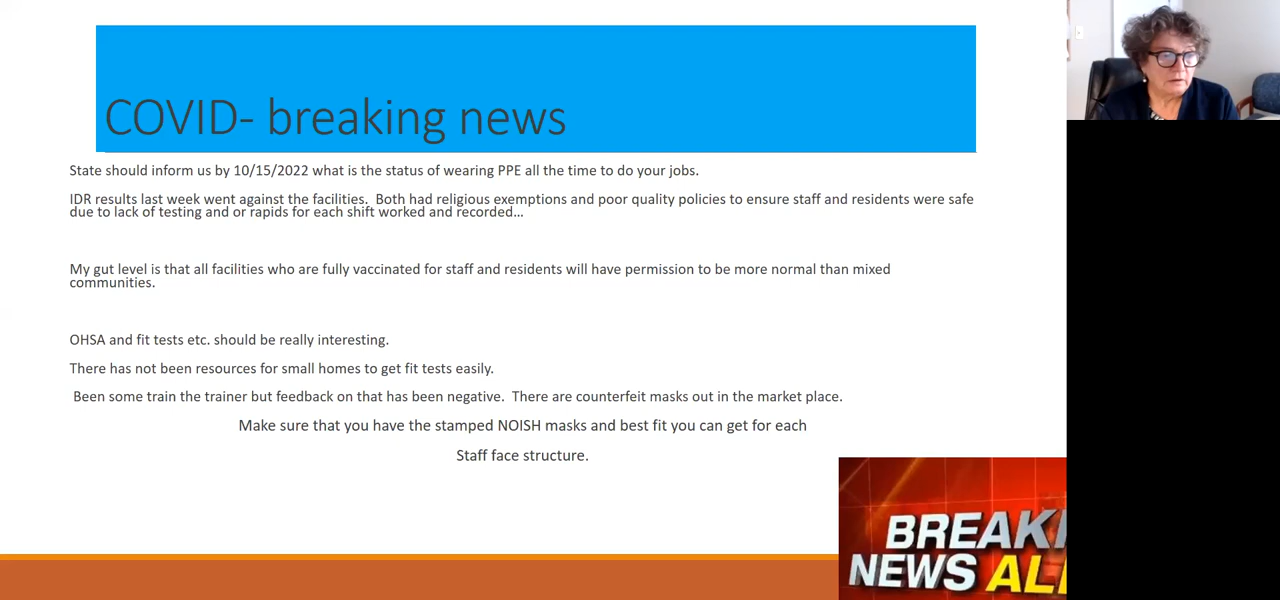 COVID- breaking news
State should inform us by 10/15/2022 what is the status of wearing PPE all the time to do your jobs.
IDR results last week went against the facilities.  Both had religious exemptions and poor quality policies to ensure staff and residents were safe
due to lack of testing and or rapids for each shift worked and recorded…
My gut level is that all facilities who are fully vaccinated for staff and residents will have permission to be more normal than mixed
communities.
OHSA and fit tests etc. should be really interesting.
There has not been resources for small homes to get fit tests easily.
Been some train the trainer but feedback on that has been negative.  There are counterfeit masks out in the market place.
Make sure that you have the stamped NOISH masks and best fit you can get for each
Staff face structure.
BREAKI
NEWS AL